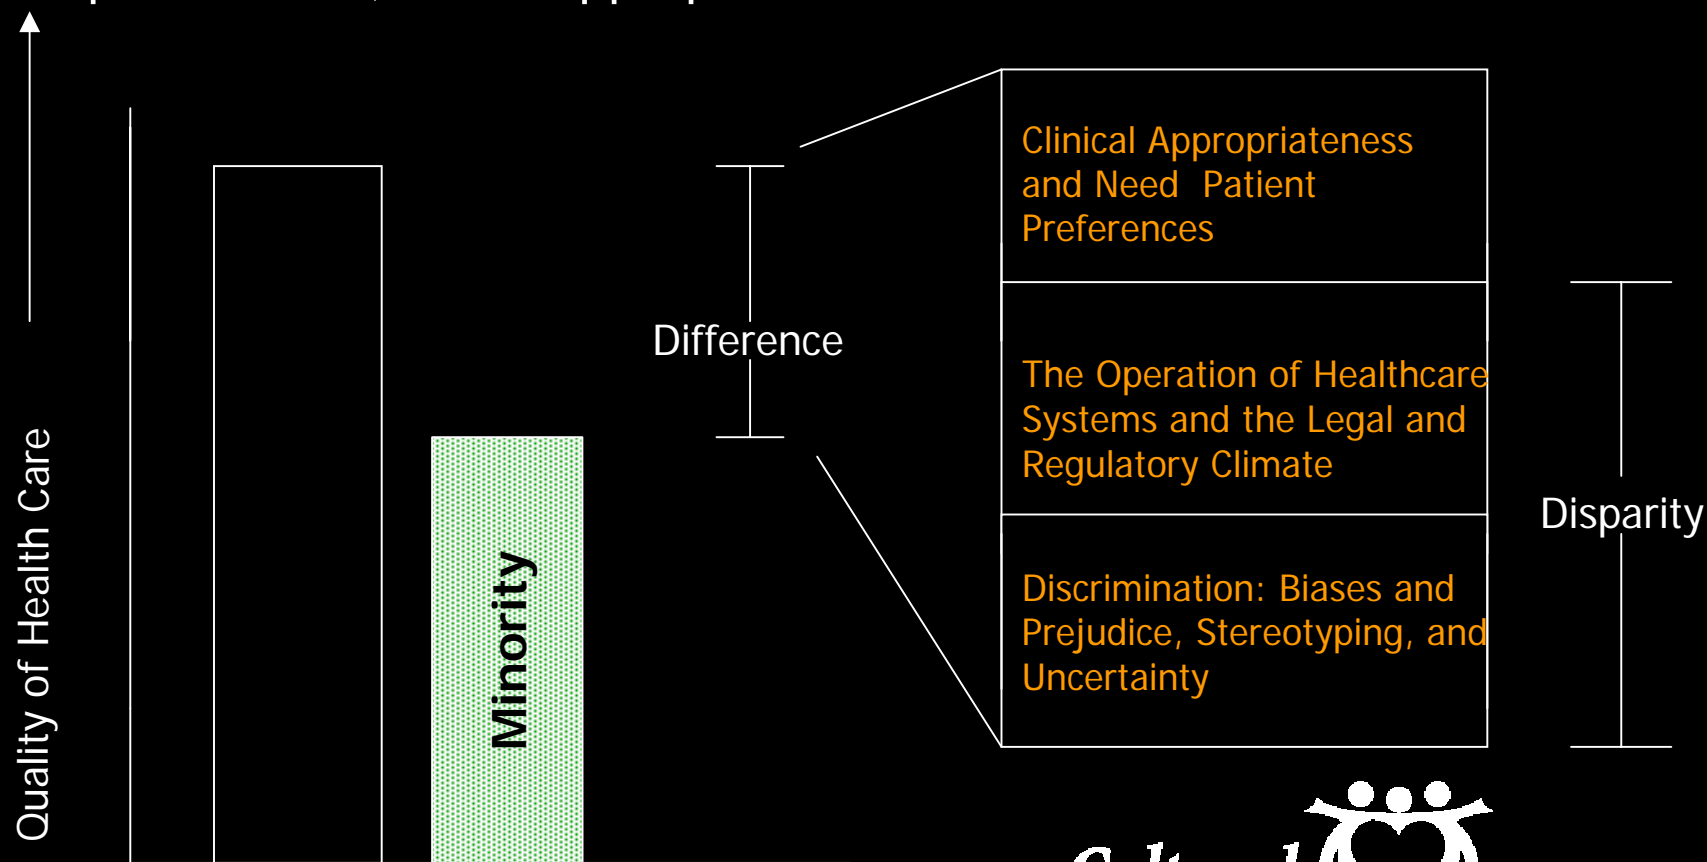 Clinical Appropriateness
and Need Patient
Preferences
Difference
The Operation of Healthcare
Systems and the Legal and
Regulatory Climate
Quality of Health Care
Disparity
Minority
Discrimination: Biases and
Prejudice, Stereotyping, and
Uncertainty